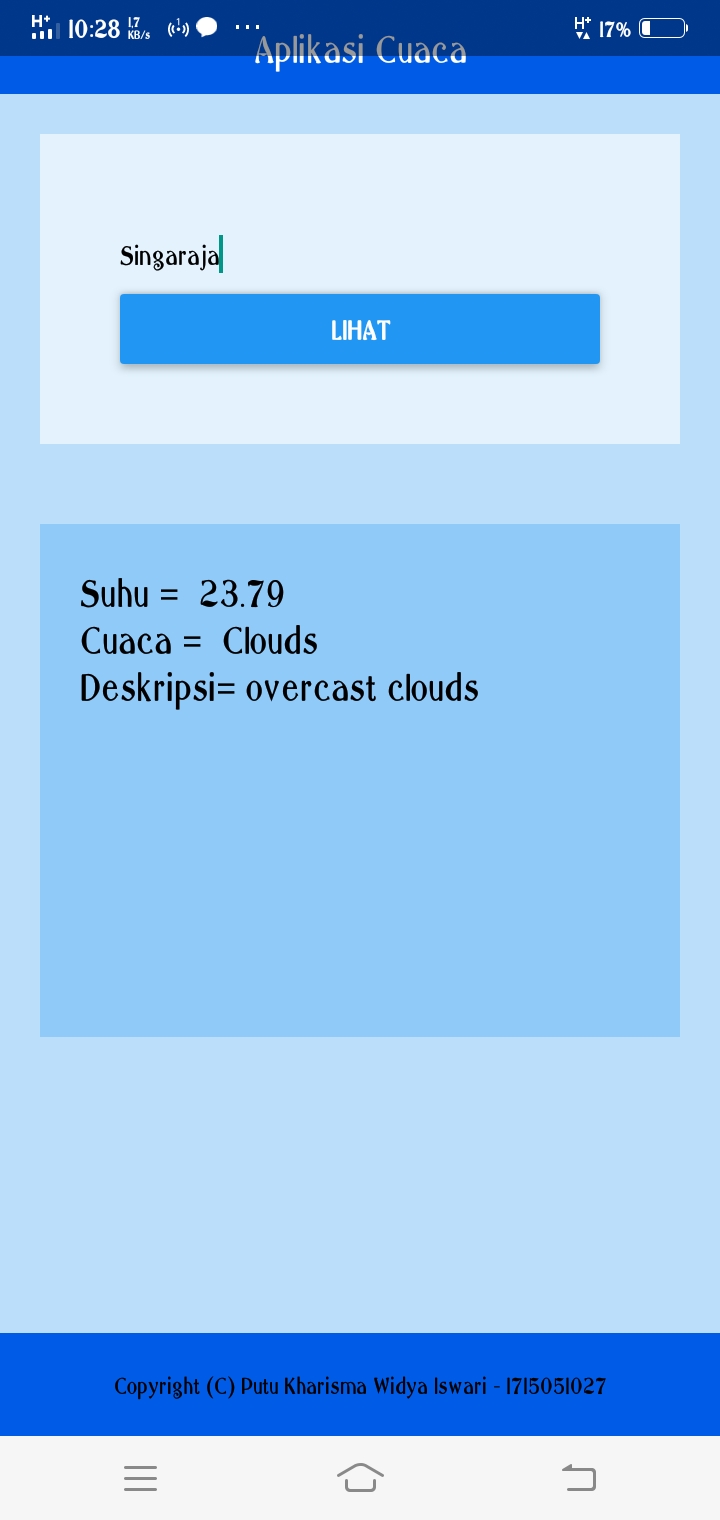 H+ 10:28 1.7 KB/s H+ 17%
Aplikasi Cuaca
Singaraja
LIHAT
Suhu =  23.79
Cuaca =  Clouds
Deskripsi= overcast clouds
Copyright (C) Putu Kharisma Widya Iswari - 1715051027